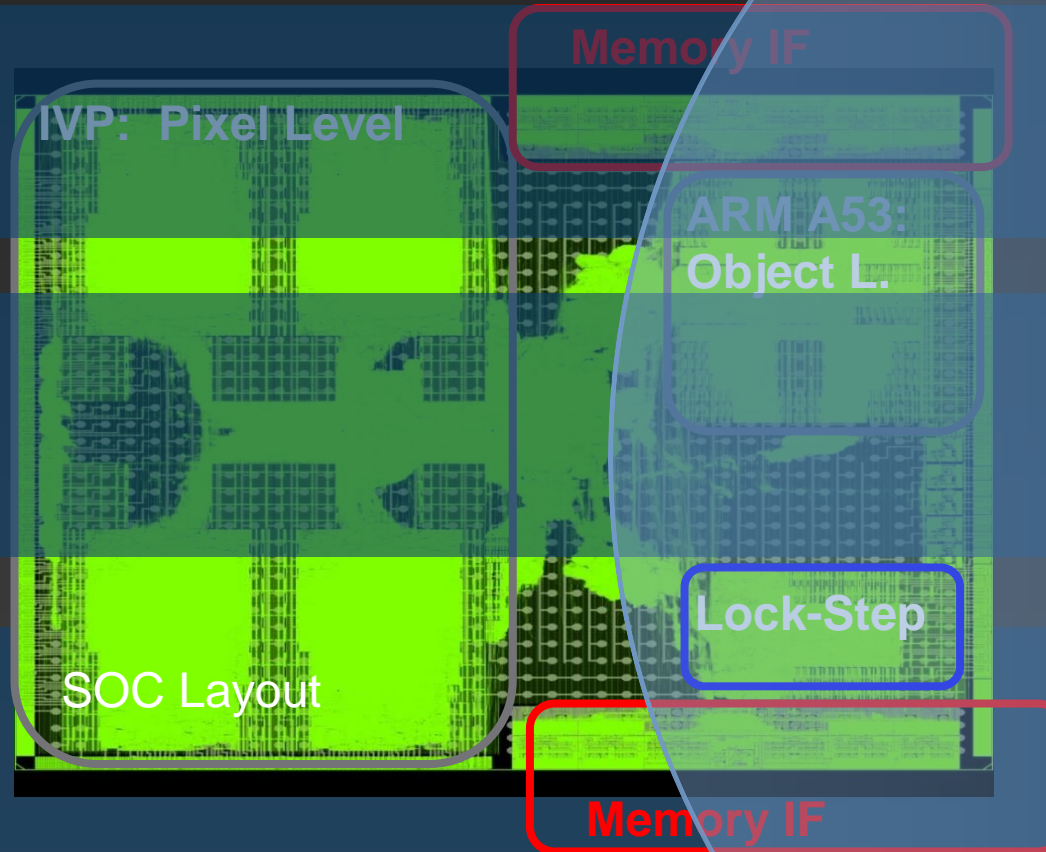 Memory IF
IVP:  Pixel Level
ARM A53:
Object L.
Lock-Step
SOC Layout
Memory IF